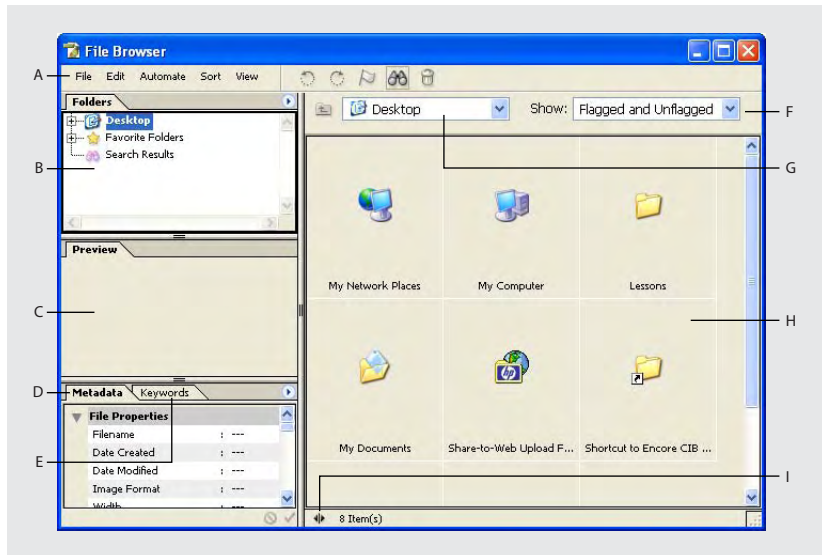 File Browser
A
File Edit Automate Sort View
Folders
Desktop
Show:
Flagged and Unflagged
F
Desktop
Favorite Folders
Search Results
B
G
Preview
My Network Places
My Computer
Lessons
C
H
D
Metadata
Keywords
File Properties
Filename : ---
Date Created : ---
Date Modified : ---
Image Format : ---
Width : ---
E
My Documents
Share-to-Web Upload F...
Shortcut to Encore CIB ...
I
8 Item(s)